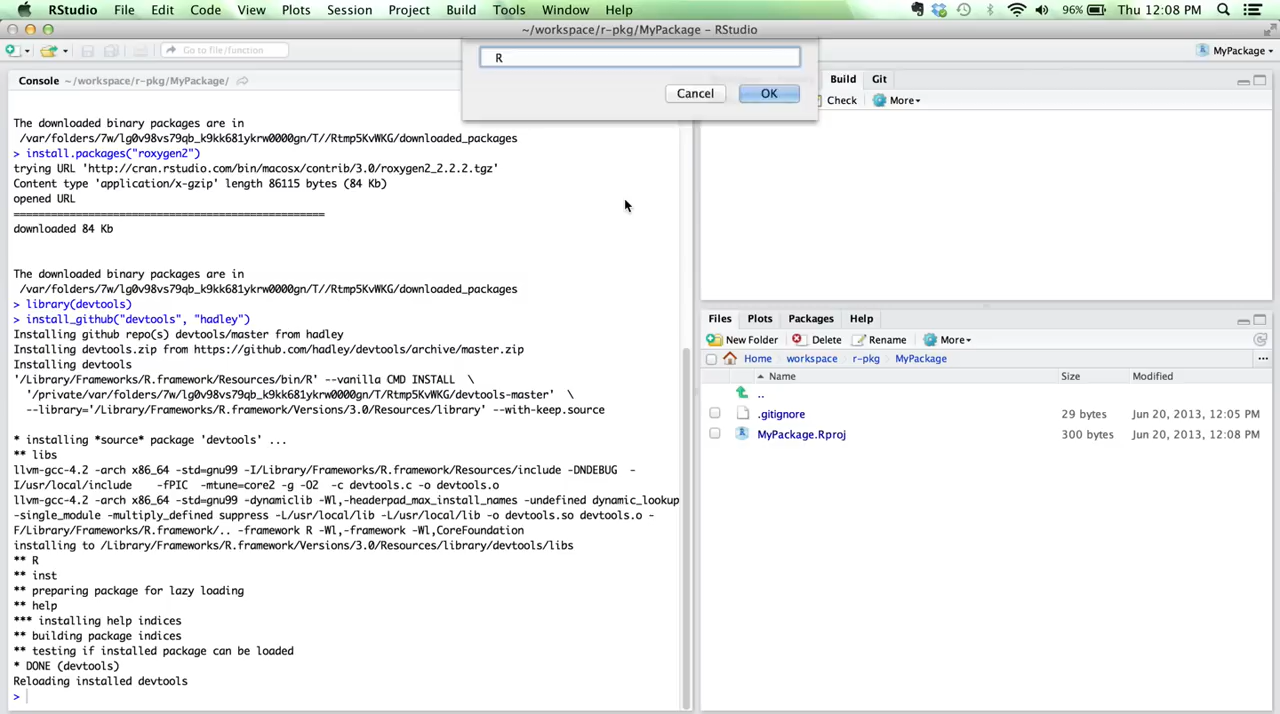 RStudio File Edit Code View Plots Session Project Build Tools Window Help 96% Thu 12:08 PM
~/workspace/r-pkg/MyPackage – RStudio
Go to file/function
MyPackage
R
Cancel OK
Console ~/workspace/r-pkg/MyPackage/
The downloaded binary packages are in
/var/folders/7w/lg0v98vs79qb_k9kk681ykrw0000gn/T//Rtmp5KvWKG/downloaded_packages
> install.packages("roxygen2")
trying URL 'http://cran.rstudio.com/bin/macosx/contrib/3.0/roxygen2_2.2.2.tgz'
Content type 'application/x-gzip' length 86115 bytes (84 Kb)
opened URL
==================================================
downloaded 84 Kb
The downloaded binary packages are in
/var/folders/7w/lg0v98vs79qb_k9kk681ykrw0000gn/T//Rtmp5KvWKG/downloaded_packages
> library(devtools)
> install_github("devtools", "hadley")
Installing github repo(s) devtools/master from hadley
Installing devtools.zip from https://github.com/hadley/devtools/archive/master.zip
Installing devtools
'/Library/Frameworks/R.framework/Resources/bin/R' --vanilla CMD INSTALL \
'/private/var/folders/7w/lg0v98vs79qb_k9kk681ykrw0000gn/T/Rtmp5KvWKG/devtools-master' \
--library='/Library/Frameworks/R.framework/Versions/3.0/Resources/library' --with-keep.source
* installing *source* package 'devtools' ...
** libs
llvm-gcc-4.2 -arch x86_64 -std=gnu99 -I/Library/Frameworks/R.framework/Resources/include -DNDEBUG -
I/usr/local/include -fPIC -mtune=core2 -g -O2 -c devtools.c -o devtools.o
llvm-gcc-4.2 -arch x86_64 -std=gnu99 -dynamiclib -Wl,-headerpad_max_install_names -undefined dynamic_lookup
-single_module -multiply_defined suppress -L/usr/local/lib -L/usr/local/lib -o devtools.so devtools.o -
F/Library/Frameworks/R.framework/.. -framework R -Wl,-framework -Wl,CoreFoundation
installing to /Library/Frameworks/R.framework/Versions/3.0/Resources/library/devtools/libs
** R
** inst
** preparing package for lazy loading
** help
*** installing help indices
** building package indices
** testing if installed package can be loaded
* DONE (devtools)
Reloading installed devtools
>
Build Git
Check More
Files Plots Packages Help
New Folder Delete Rename More
Home workspace r-pkg MyPackage ...
Name Size Modified
..
.gitignore 29 bytes Jun 20, 2013, 12:05 PM
MyPackage.Rproj 300 bytes Jun 20, 2013, 12:08 PM